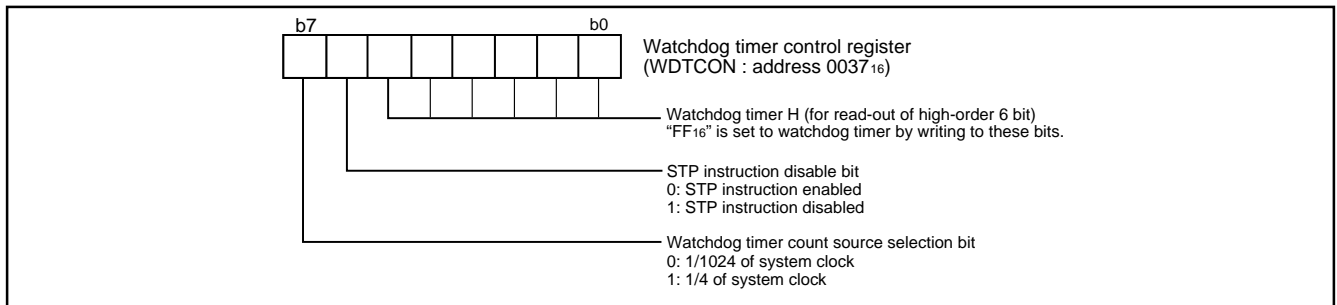 b7 b0
Watchdog timer control register
(WDTCON : address 003716)
Watchdog timer H (for read-out of high-order 6 bit)
“FF16” is set to watchdog timer by writing to these bits.
STP instruction disable bit
0: STP instruction enabled
1: STP instruction disabled
Watchdog timer count source selection bit
0: 1/1024 of system clock
1: 1/4 of system clock